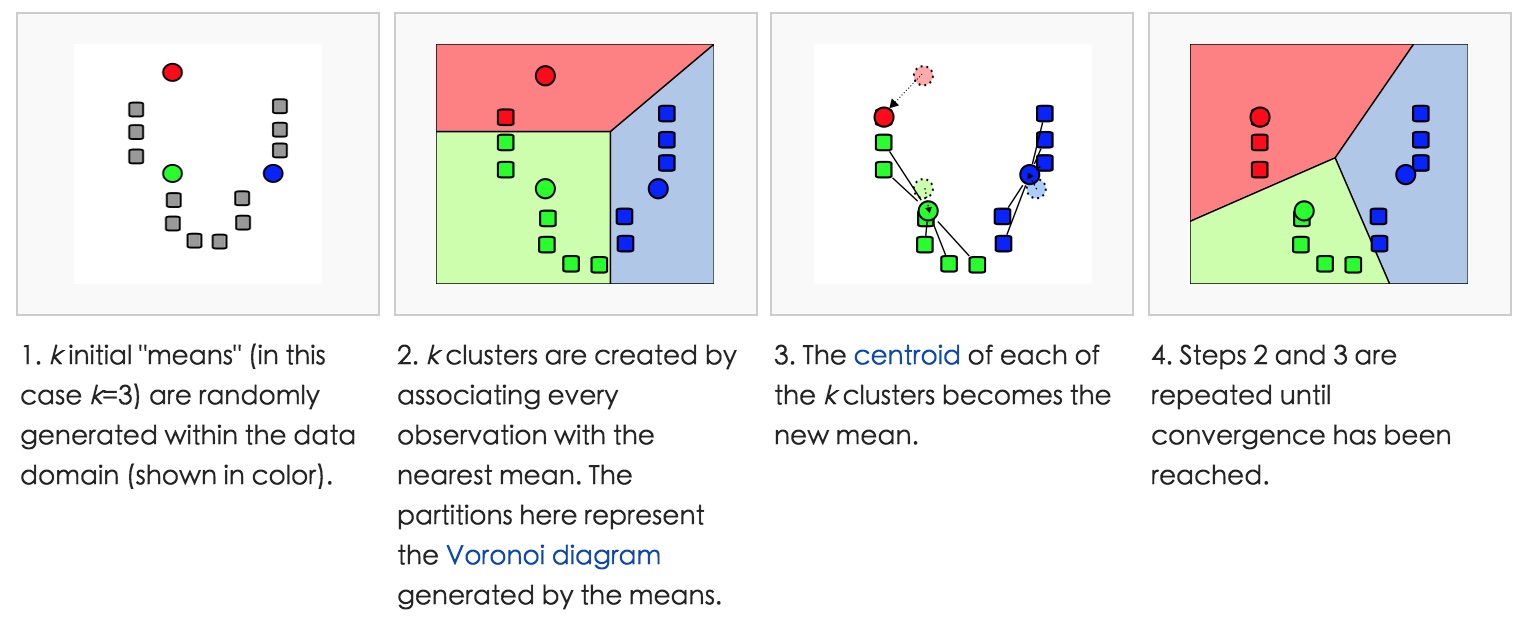 1. k initial "means" (in this
case k=3) are randomly
generated within the data
domain (shown in color).
2. k clusters are created by
associating every
observation with the
nearest mean. The
partitions here represent
the Voronoi diagram
generated by the means.
3. The centroid of each of
the k clusters becomes the
new mean.
4. Steps 2 and 3 are
repeated until
convergence has been
reached.